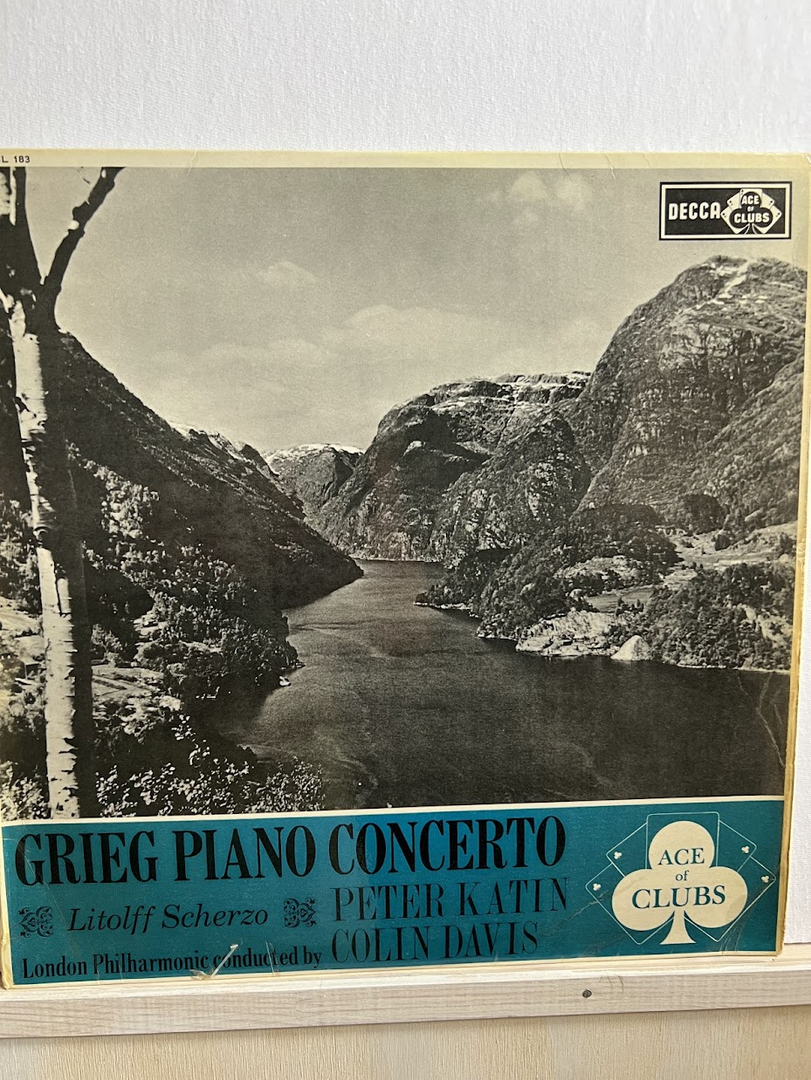 L 183
DECCA ACE
OF
CLUBS
GRIEG PIANO CONCERTO
Litolff Scherzo
PETER KATIN
London Philharmonic conducted by COLIN DAVIS
ACE
of
CLUBS